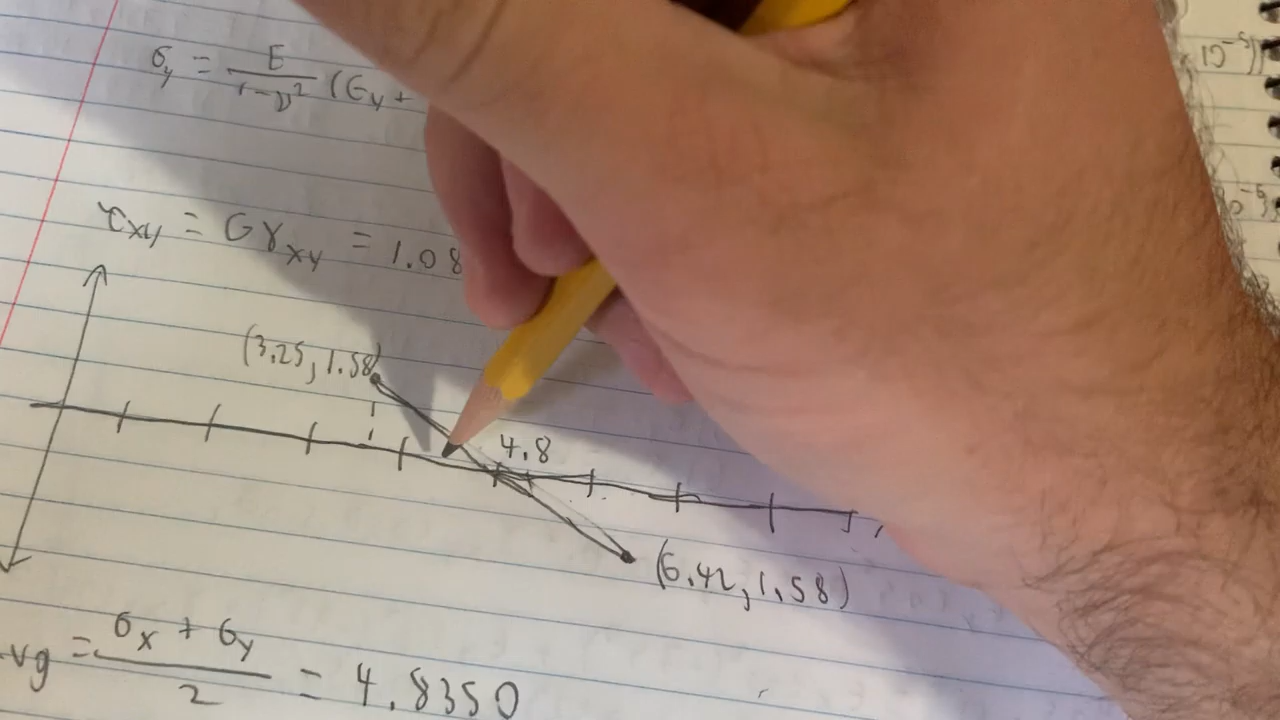 σy = E/(1-ν²) (εy +
τxy = Gγxy = 1.08
(3.25, 1.58)
4.8
(6.42, 1.58)
vg = (σx + σy)/2 = 4.8350